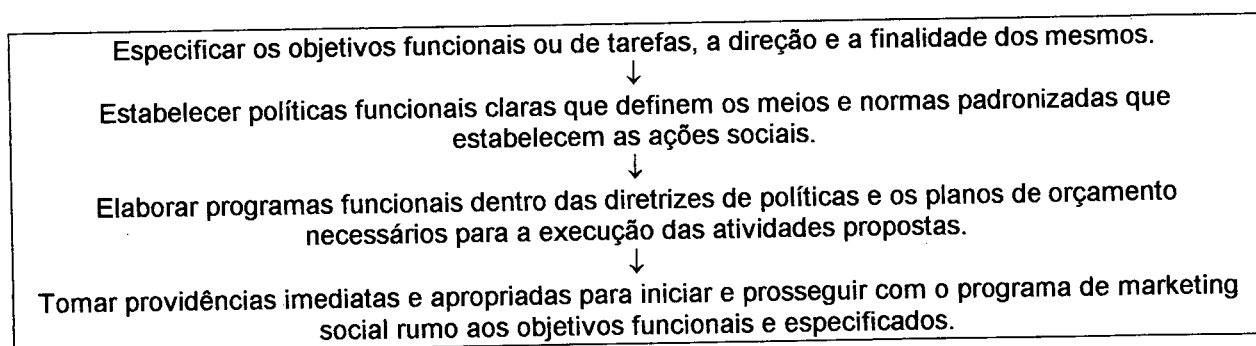 Especificar os objetivos funcionais ou de tarefas, a direção e a finalidade dos mesmos.
↓
Estabelecer políticas funcionais claras que definem os meios e normas padronizadas que
estabelecem as ações sociais.
↓
Elaborar programas funcionais dentro das diretrizes de políticas e os planos de orçamento
necessários para a execução das atividades propostas.
↓
Tomar providências imediatas e apropriadas para iniciar e prosseguir com o programa de marketing
social rumo aos objetivos funcionais e especificados.